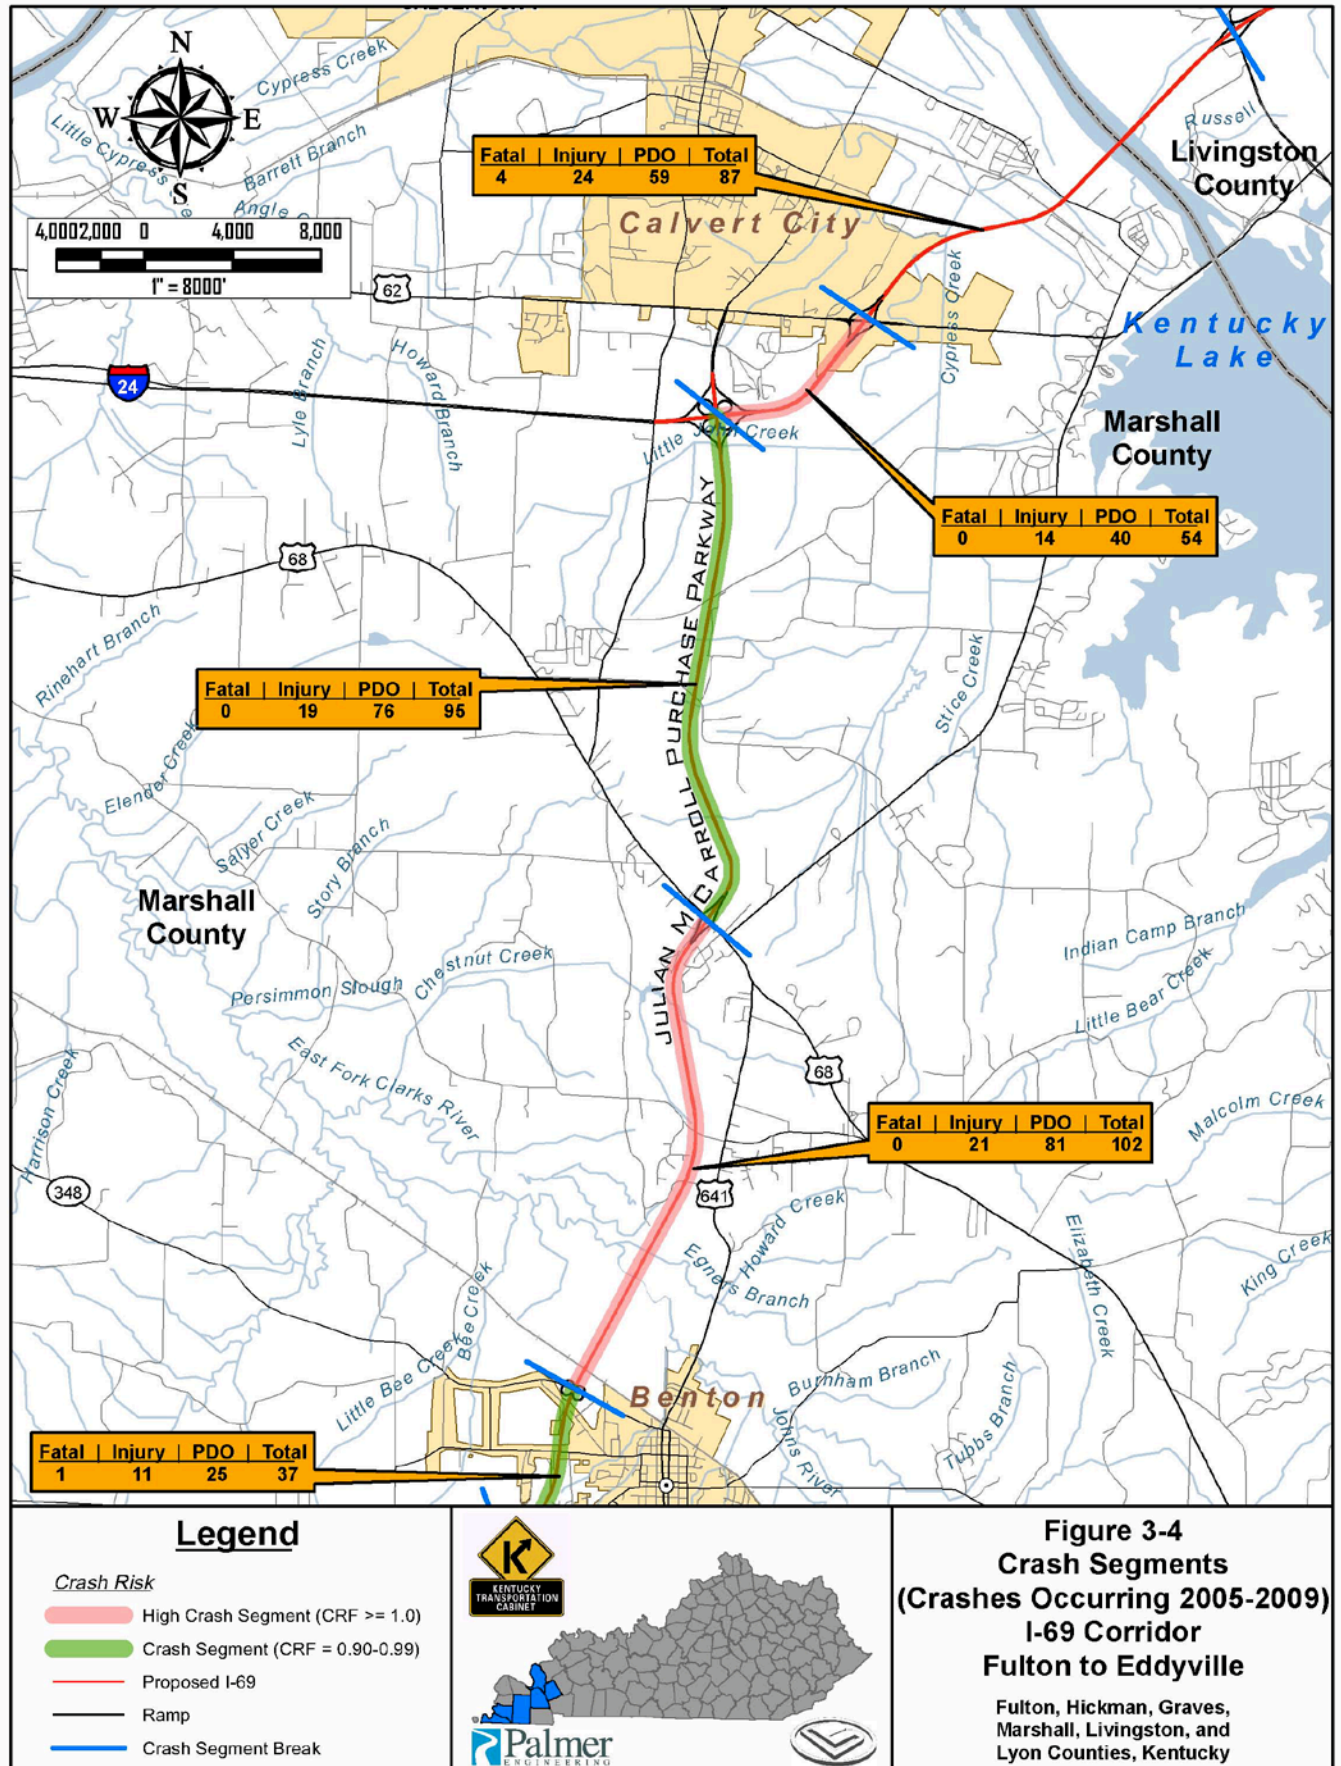 N
W E
S
4,0002,000 0 4,000 8,000
1" = 8000'
Cypress Creek
Little Cypress
Barrett Branch
Fatal | Injury | PDO | Total
4 24 59 87
Russell
Livingston
County
Calvert City
62
Cypress Creek
Kentucky
Lake
24
Lyle Branch
Howard Branch
Little John Creek
Marshall
County
Fatal | Injury | PDO | Total
0 14 40 54
68
Rinehart Branch
JULIAN M CARROLL PURCHASE PARKWAY
Stice Creek
Fatal | Injury | PDO | Total
0 19 76 95
Elender Creek
Salyer Creek
Story Branch
Marshall
County
Indian Camp Branch
Chestnut Creek
Persimmon Slough
Little Bear Creek
East Fork Clarks River
68
Harrison Creek
Malcolm Creek
Fatal | Injury | PDO | Total
0 21 81 102
348
641
Howard Creek
Egners Branch
Elizabeth Creek
King Creek
Bee Creek
Little Bee Creek
Benton
Burnham Branch
Johns River
Tubbs Branch
Fatal | Injury | PDO | Total
1 11 25 37
Legend
Crash Risk
High Crash Segment (CRF >= 1.0)
Crash Segment (CRF = 0.90-0.99)
Proposed I-69
Ramp
Crash Segment Break
K
KENTUCKY
TRANSPORTATION
CABINET
Palmer
ENGINEERING
Figure 3-4
Crash Segments
(Crashes Occurring 2005-2009)
I-69 Corridor
Fulton to Eddyville
Fulton, Hickman, Graves,
Marshall, Livingston, and
Lyon Counties, Kentucky